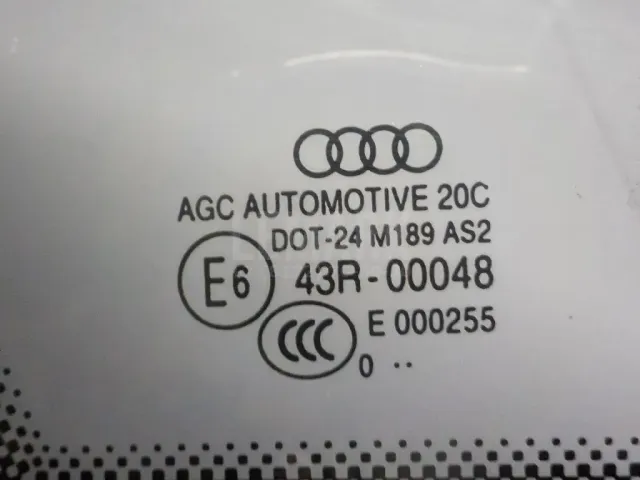 AGC AUTOMOTIVE 20C
DOT-24 M189 AS2
E6 43R-00048
CCC E 000255
0 ··